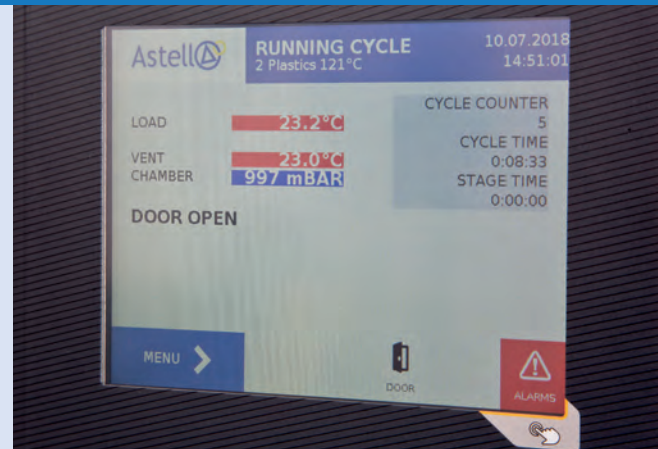 Astell
RUNNING CYCLE
2 Plastics 121°C
10.07.2018
14:51:01
LOAD
23.2°C
VENT
23.0°C
CHAMBER
997 mBAR
DOOR OPEN
CYCLE COUNTER
5
CYCLE TIME
0:08:33
STAGE TIME
0:00:00
MENU
DOOR
ALARMS